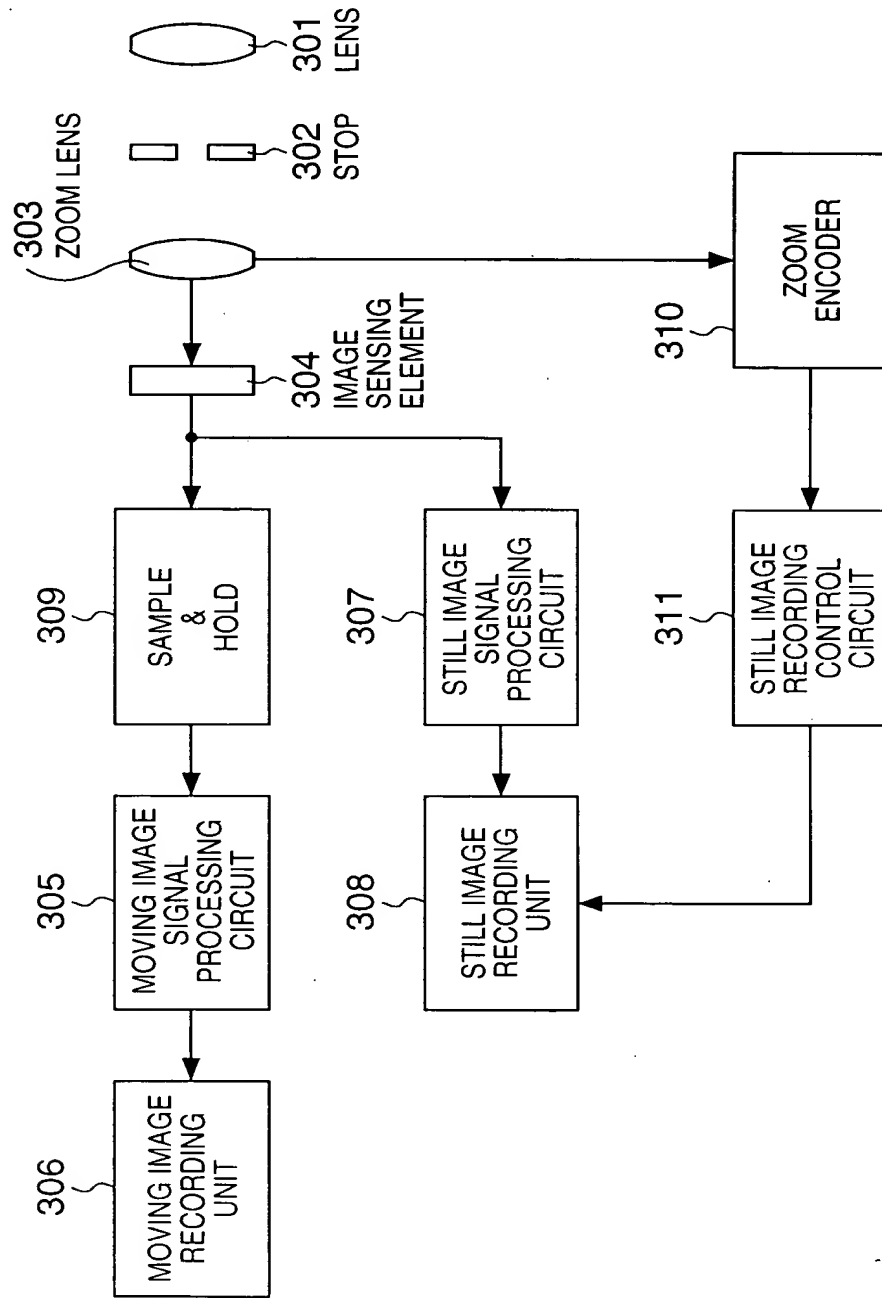 301
LENS
302
STOP
303
ZOOM LENS
304
IMAGE
SENSING
ELEMENT
309
SAMPLE
&
HOLD
305
MOVING IMAGE
SIGNAL
PROCESSING
CIRCUIT
306
MOVING IMAGE
RECORDING
UNIT
307
STILL IMAGE
SIGNAL
PROCESSING
CIRCUIT
308
STILL IMAGE
RECORDING
UNIT
310
ZOOM
ENCODER
311
STILL IMAGE
RECORDING
CONTROL
CIRCUIT